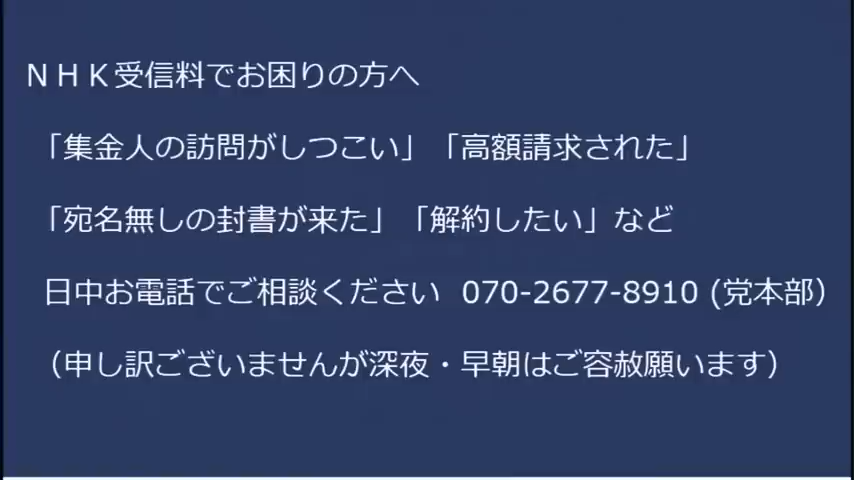 ＮＨＫ受信料でお困りの方へ
「集金人の訪問がしつこい」「高額請求された」
「宛名無しの封書が来た」「解約したい」など
日中お電話でご相談ください 070-2677-8910 (党本部）
（申し訳ございませんが深夜・早朝はご容赦願います）